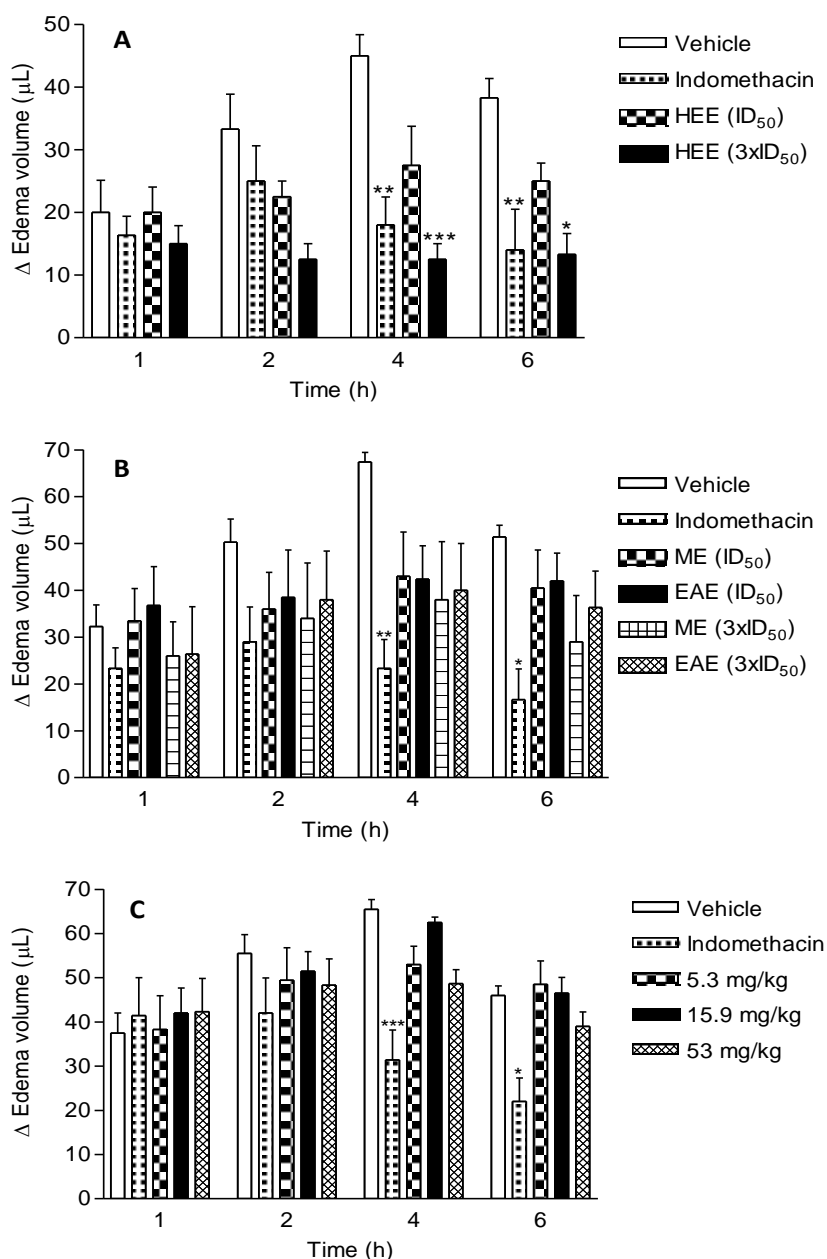 A
50
40
30
20
10
0
Δ Edema volume (μL)
** *** ** *
1 2 4 6
Time (h)
Vehicle
Indomethacin
HEE (ID50)
HEE (3xID50)
B
70
60
50
40
30
20
10
0
Δ Edema volume (μL)
** *
1 2 4 6
Time (h)
Vehicle
Indomethacin
ME (ID50)
EAE (ID50)
ME (3xID50)
EAE (3xID50)
C
70
60
50
40
30
20
10
0
Δ Edema volume (μL)
*** *
1 2 4 6
Time (h)
Vehicle
Indomethacin
5.3 mg/kg
15.9 mg/kg
53 mg/kg